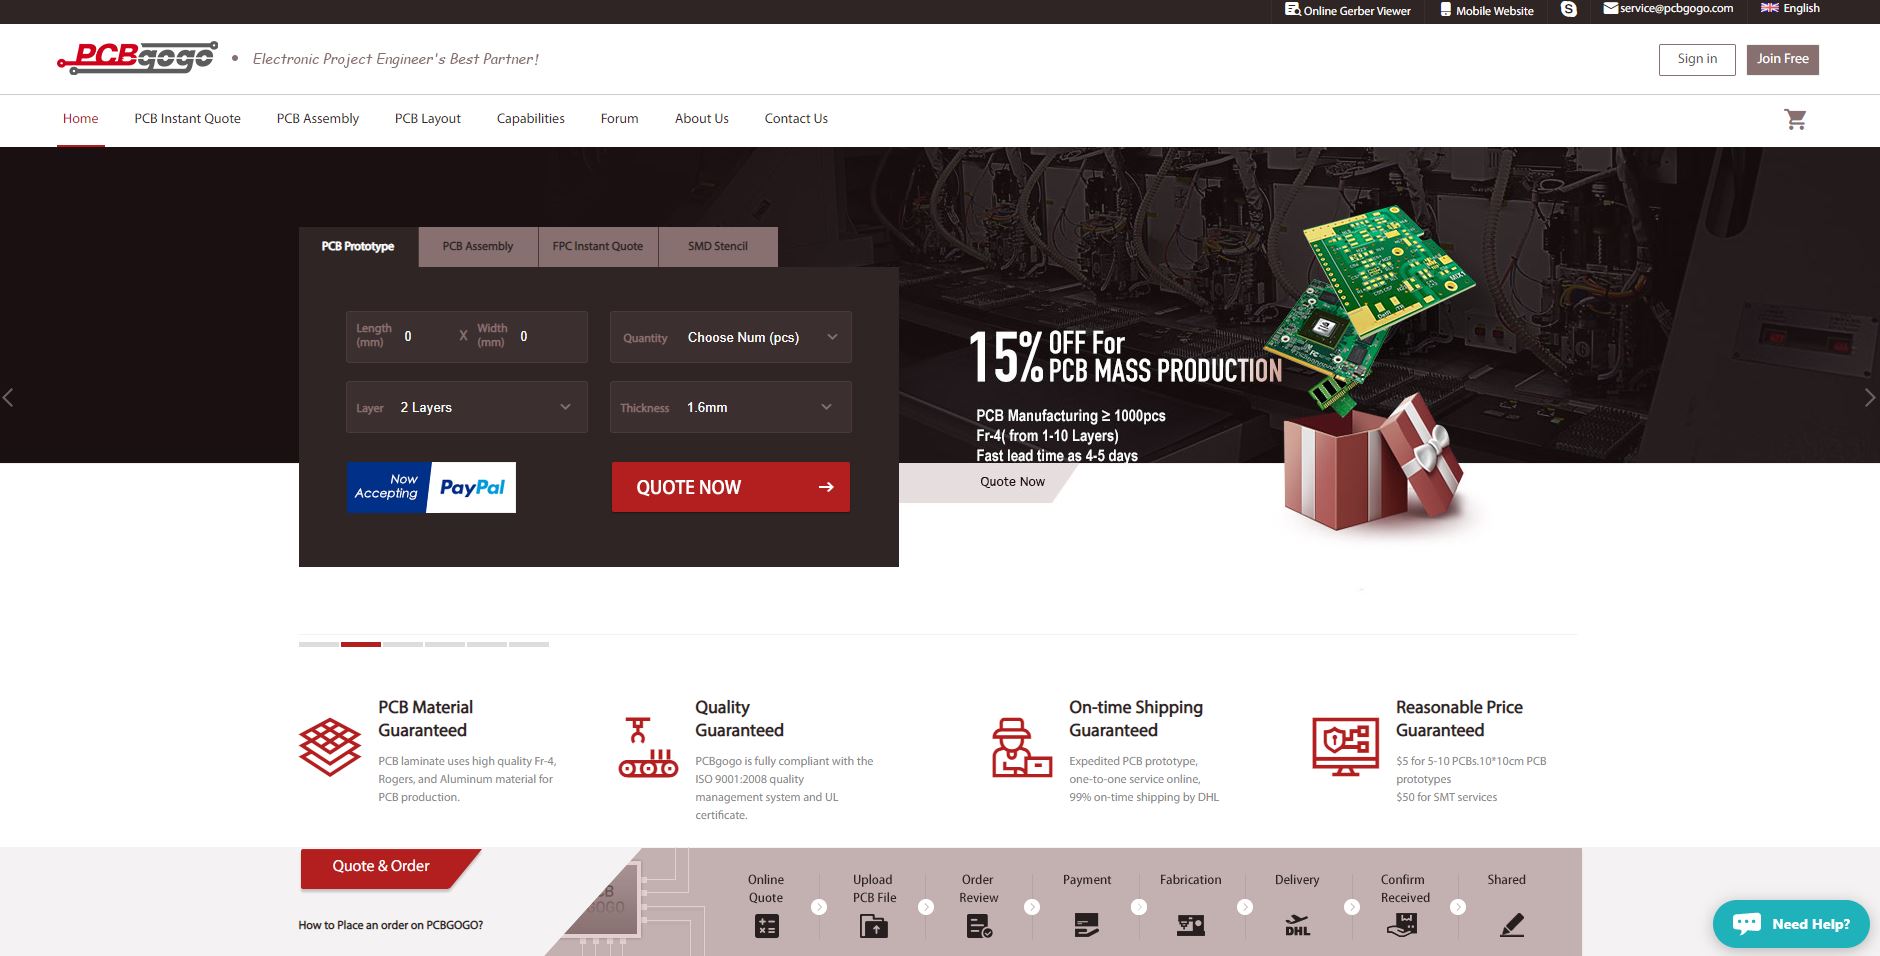 Online Gerber Viewer
Mobile Website
service@pcbgogo.com
English
PCBgogo
Electronic Project Engineer's Best Partner!
Sign in
Join Free
Home
PCB Instant Quote
PCB Assembly
PCB Layout
Capabilities
Forum
About Us
Contact Us
PCB Prototype
PCB Assembly
FPC Instant Quote
SMD Stencil
Length
(mm)
0
X
Width
(mm)
0
Quantity
Choose Num (pcs)
Layer
2 Layers
Thickness
1.6mm
Now
Accepting
PayPal
QUOTE NOW
15% OFF For
PCB MASS PRODUCTION
PCB Manufacturing ≥ 1000pcs
Fr-4( from 1-10 Layers)
Fast lead time as 4-5 days
Quote Now
PCB Material
Guaranteed
PCB laminate uses high quality Fr-4,
Rogers, and Aluminum material for
PCB production.
Quality
Guaranteed
PCBgogo is fully compliant with the
ISO 9001:2008 quality
management system and UL
certificate.
On-time Shipping
Guaranteed
Expedited PCB prototype,
one-to-one service online,
99% on-time shipping by DHL
Reasonable Price
Guaranteed
$5 for 5-10 PCBs.10*10cm PCB
prototypes
$50 for SMT services
Quote & Order
How to Place an order on PCBGOGO?
Online
Quote
Upload
PCB File
Order
Review
Payment
Fabrication
Delivery
DHL
Confirm
Received
Shared
Need Help?